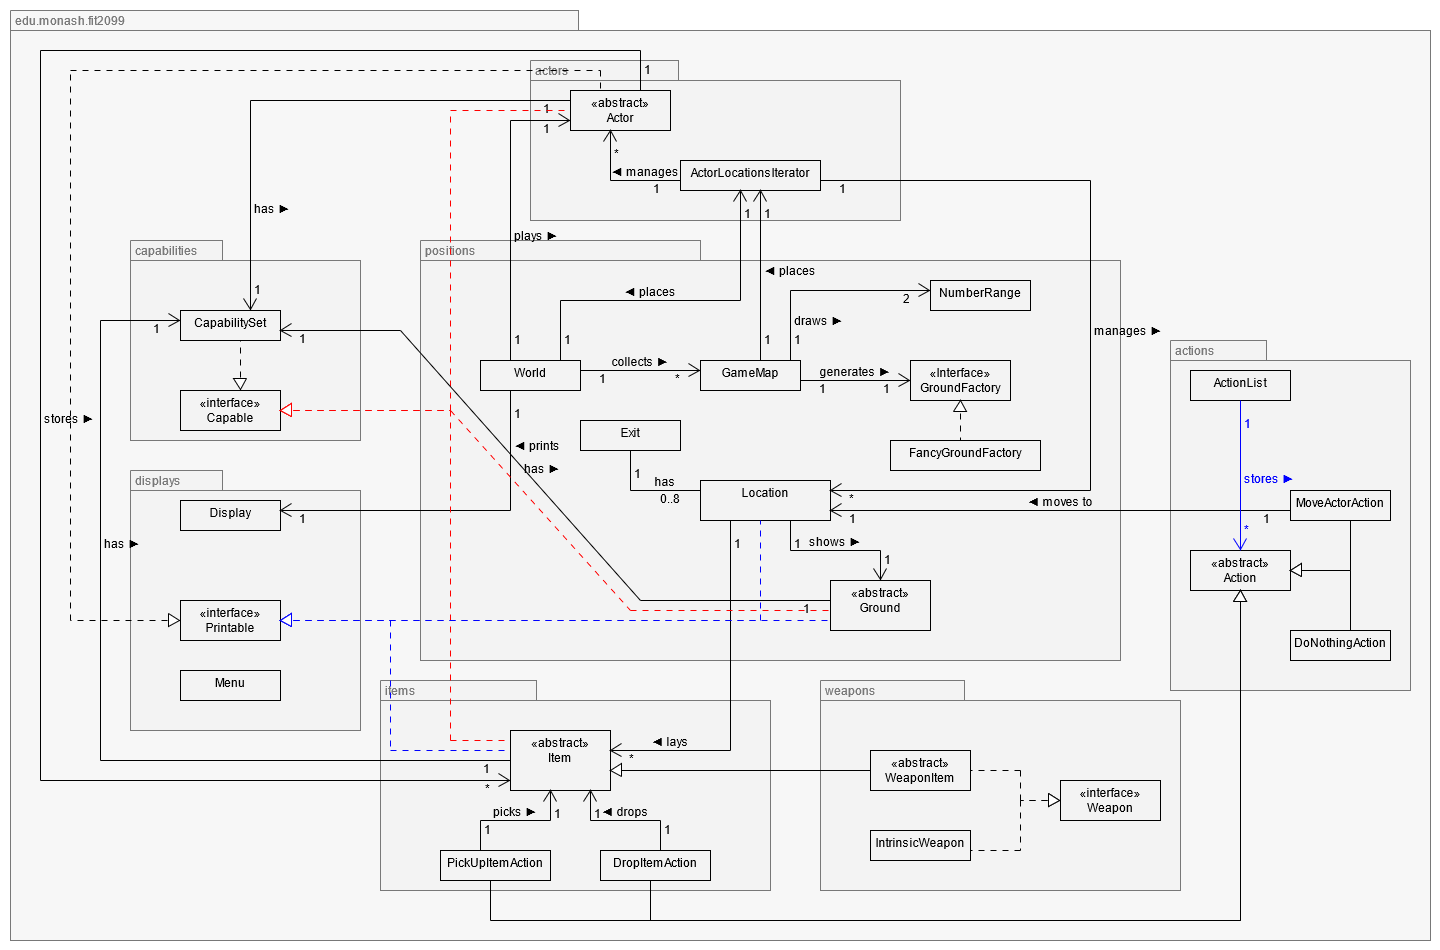 edu.monash.fit2099
actors
1
«abstract»
Actor
1
1
*
◄ manages
1
ActorLocationsIterator
1
has ►
1
1
plays ►
capabilities
positions
◄ places
1
◄ places
2
NumberRange
1
CapabilitySet
1
1
1
1
1
draws ►
1
manages ►
actions
World
collects ►
1
*
GameMap
generates ►
1
1
«Interface»
GroundFactory
ActionList
«interface»
Capable
stores ►
1
1
Exit
◄ prints
has ►
FancyGroundFactory
1
has
0..8
displays
Location
*
stores ►
Display
1
◄ moves to
1
1
MoveActorAction
has ►
1
1
shows ►
1
*
«abstract»
Action
«interface»
Printable
«abstract»
Ground
1
DoNothingAction
Menu
items
weapons
«abstract»
Item
◄ lays
*
1
*
«abstract»
WeaponItem
«interface»
Weapon
picks ►
1
1
◄ drops
1
1
IntrinsicWeapon
PickUpItemAction
DropItemAction